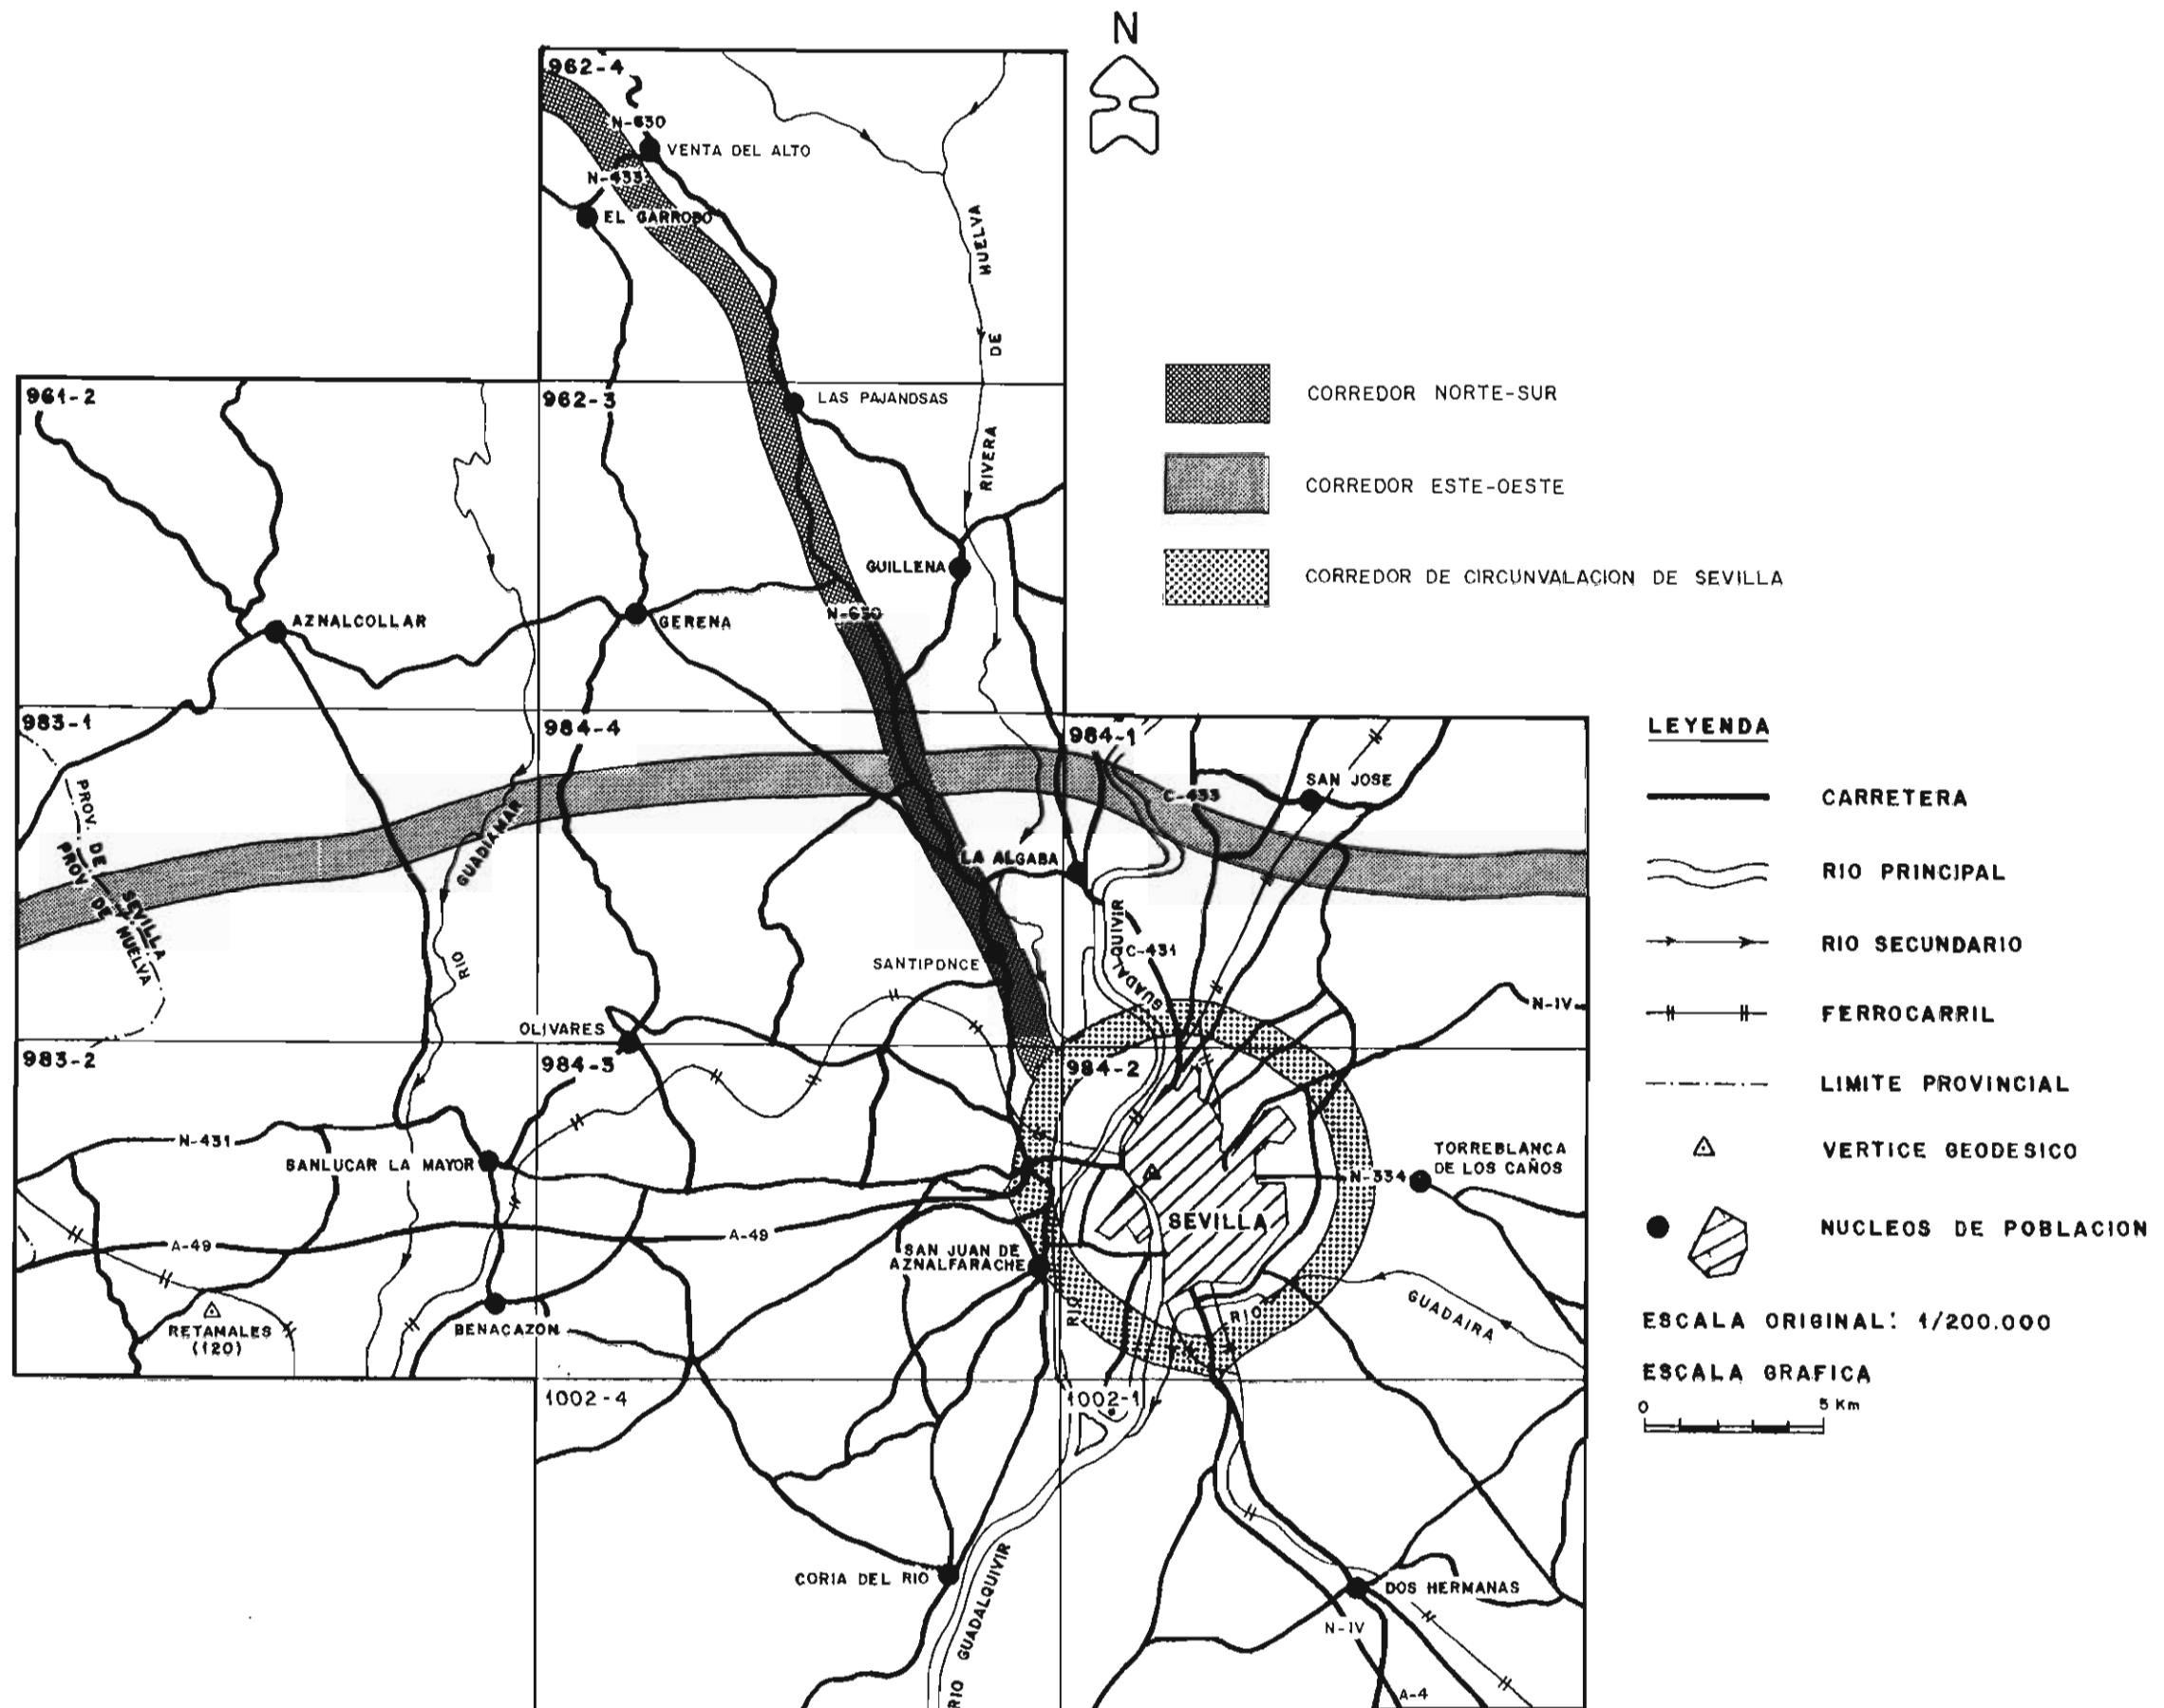 N
962-4
N-630
VENTA DEL ALTO
N-433
EL GARROBO
HUELVA
DE
RIVERA
961-2
962-3
LAS PAJANOSAS
CORREDOR NORTE-SUR
CORREDOR ESTE-OESTE
CORREDOR DE CIRCUNVALACION DE SEVILLA
GUILLENA
AZNALCOLLAR
GERENA
N-630
983-1
984-4
984-1
LEYENDA
PROV. DE SEVILLA
PROV. DE HUELVA
SAN JOSE
C-433
CARRETERA
GUADIAMAR
RIO
LA ALGABA
RIO PRINCIPAL
GUADALQUIVIR
C-431
RIO SECUNDARIO
SANTIPONCE
N-IV
FERROCARRIL
OLIVARES
983-2
984-3
984-2
LIMITE PROVINCIAL
N-431
SANLUCAR LA MAYOR
TORREBLANCA
DE LOS CAÑOS
N-334
VERTICE GEODESICO
SEVILLA
NUCLEOS DE POBLACION
A-49
A-49
SAN JUAN DE
AZNALFARACHE
RIO
RIO
GUADAIRA
RETAMALES
(120)
BENACAZON
ESCALA ORIGINAL: 1/200.000
ESCALA GRAFICA
0 5 Km
1002-4
1002-1
CORIA DEL RIO
RIO GUADALQUIVIR
DOS HERMANAS
N-IV
A-4